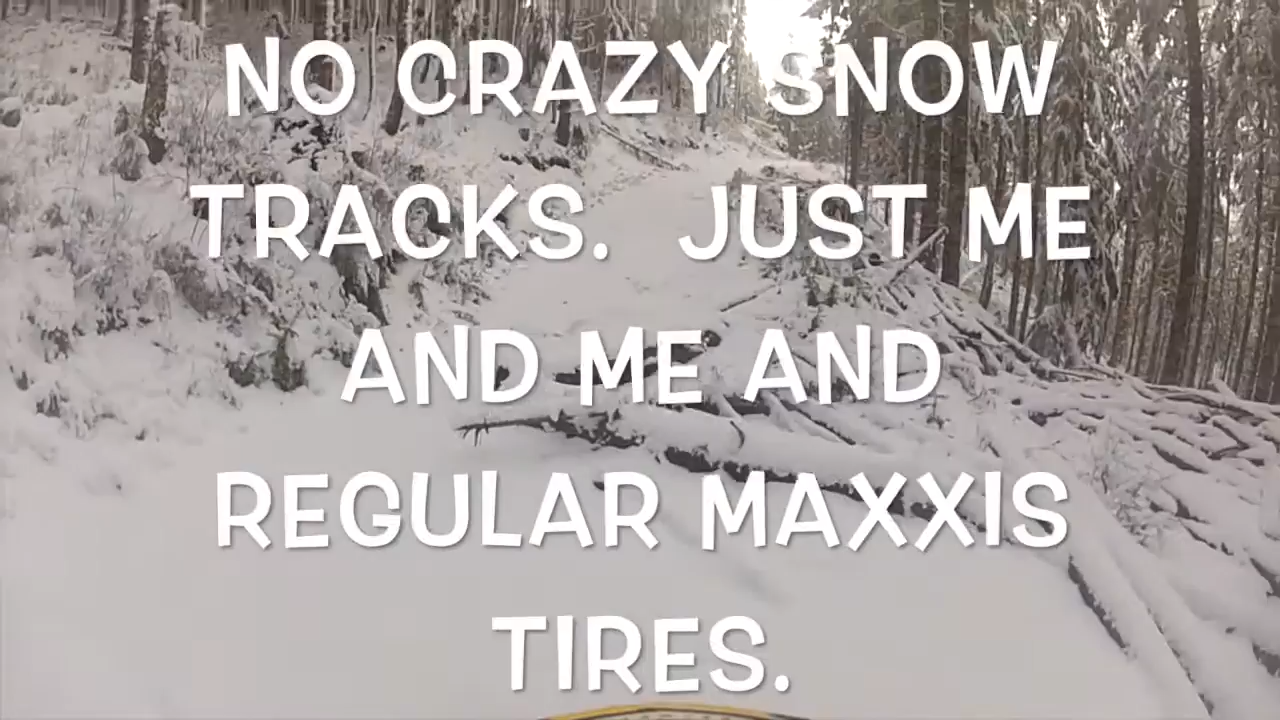 NO CRAZY SNOW
TRACKS.  JUST ME
AND ME AND
REGULAR MAXXIS
TIRES.